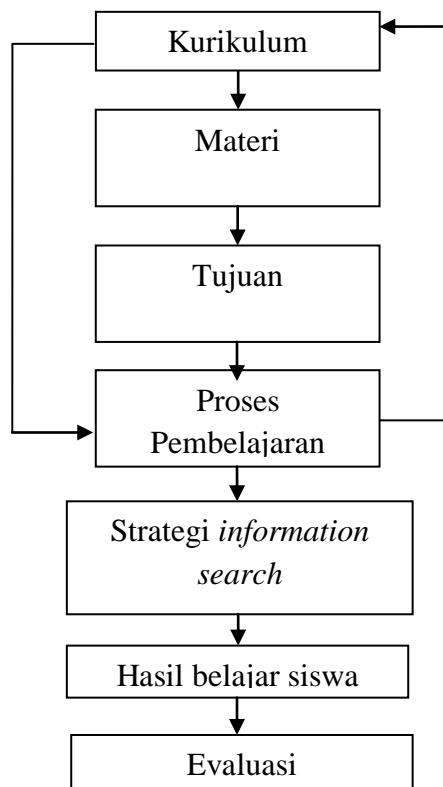 Kurikulum
Materi
Tujuan
Proses
Pembelajaran
Strategi information
search
Hasil belajar siswa
Evaluasi